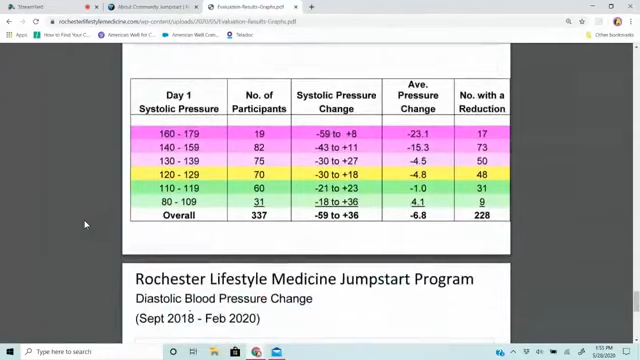 Timextherd
About Community Jumpstart |
Evaluation-Results-Graphs.pdf
rochesterlifestylemedicine.com/wp-content/uploads/2020/05/Evaluation-Results-Graphs.pdf
Apps
How to Find Your C...
American Well for C...
American Well Com...
Teladoc
Other bookmarks
Day 1 Systolic Pressure No. of Participants Systolic Pressure Change Ave. Pressure Change No. with a Reduction
160 - 179 19 -59 to +8 -23.1 17
140 - 159 82 -43 to +11 -15.3 73
130 - 139 75 -30 to +27 -4.5 50
120 - 129 70 -30 to +18 -4.8 48
110 - 119 60 -21 to +23 -1.0 31
80 - 109 31 -18 to +36 4.1 9
Overall 337 -59 to +36 -6.8 228
Rochester Lifestyle Medicine Jumpstart Program
Diastolic Blood Pressure Change
(Sept 2018 - Feb 2020)
Type here to search
1:55 PM
5/28/2020